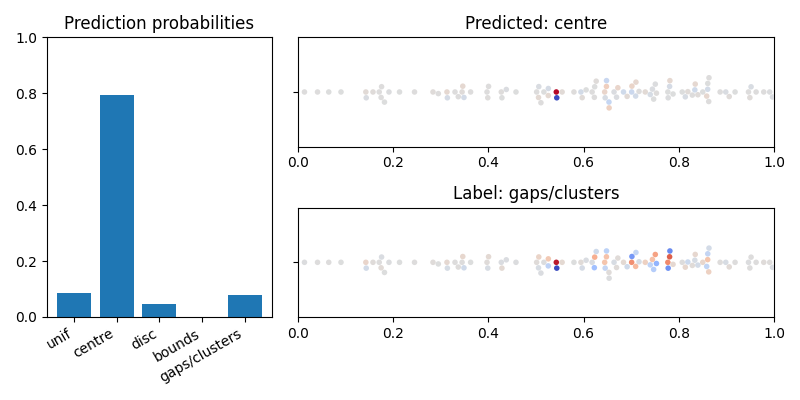 Prediction probabilities
1.0
0.8
0.6
0.4
0.2
0.0
unif
centre
disc
bounds
gaps/clusters
Predicted: centre
0.0 0.2 0.4 0.6 0.8 1.0
Label: gaps/clusters
0.0 0.2 0.4 0.6 0.8 1.0